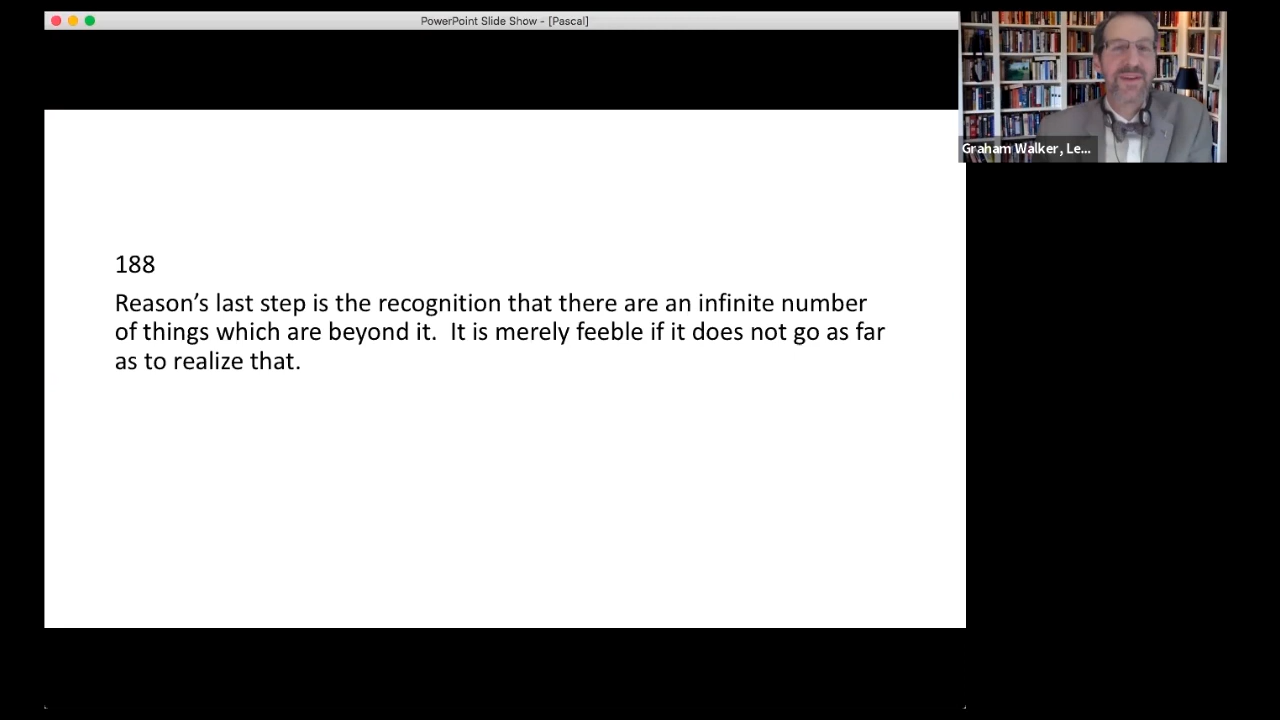 PowerPoint Slide Show - [Pascal]
Graham Walker, Le...
188
Reason’s last step is the recognition that there are an infinite number
of things which are beyond it.  It is merely feeble if it does not go as far
as to realize that.